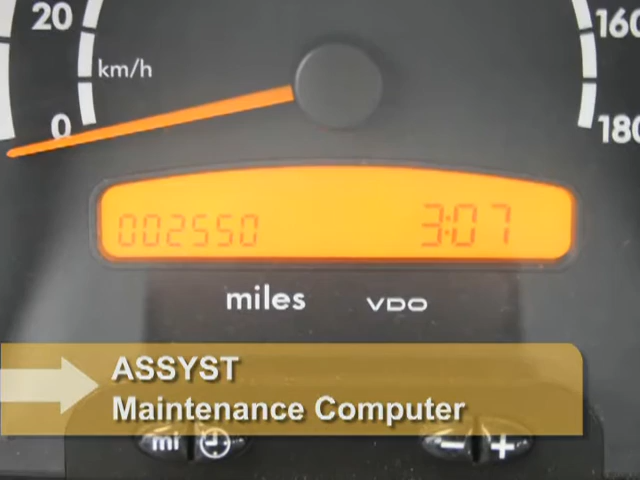 20
160
km/h
0
180
002550 3:07
miles VDO
ASSYST
Maintenance Computer
mi - +